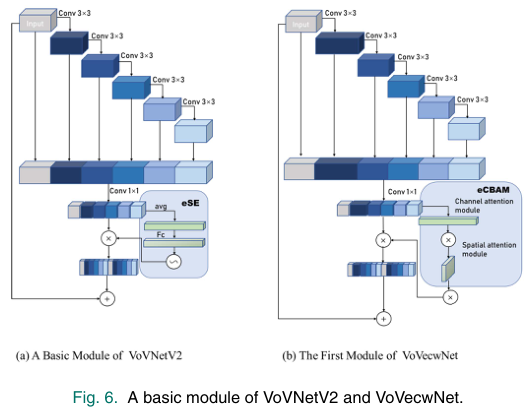 Input
Conv 3×3
Conv 3×3
Conv 3×3
Conv 3×3
Conv 3×3
Conv 1×1
eSE
avg
Fc
(a) A Basic Module of VoVNetV2
Input
Conv 3×3
Conv 3×3
Conv 3×3
Conv 3×3
Conv 3×3
Conv 1×1
eCBAM
Channel attention
module
Spatial attention
module
(b) The First Module of VoVecwNet
Fig. 6. A basic module of VoVNetV2 and VoVecwNet.